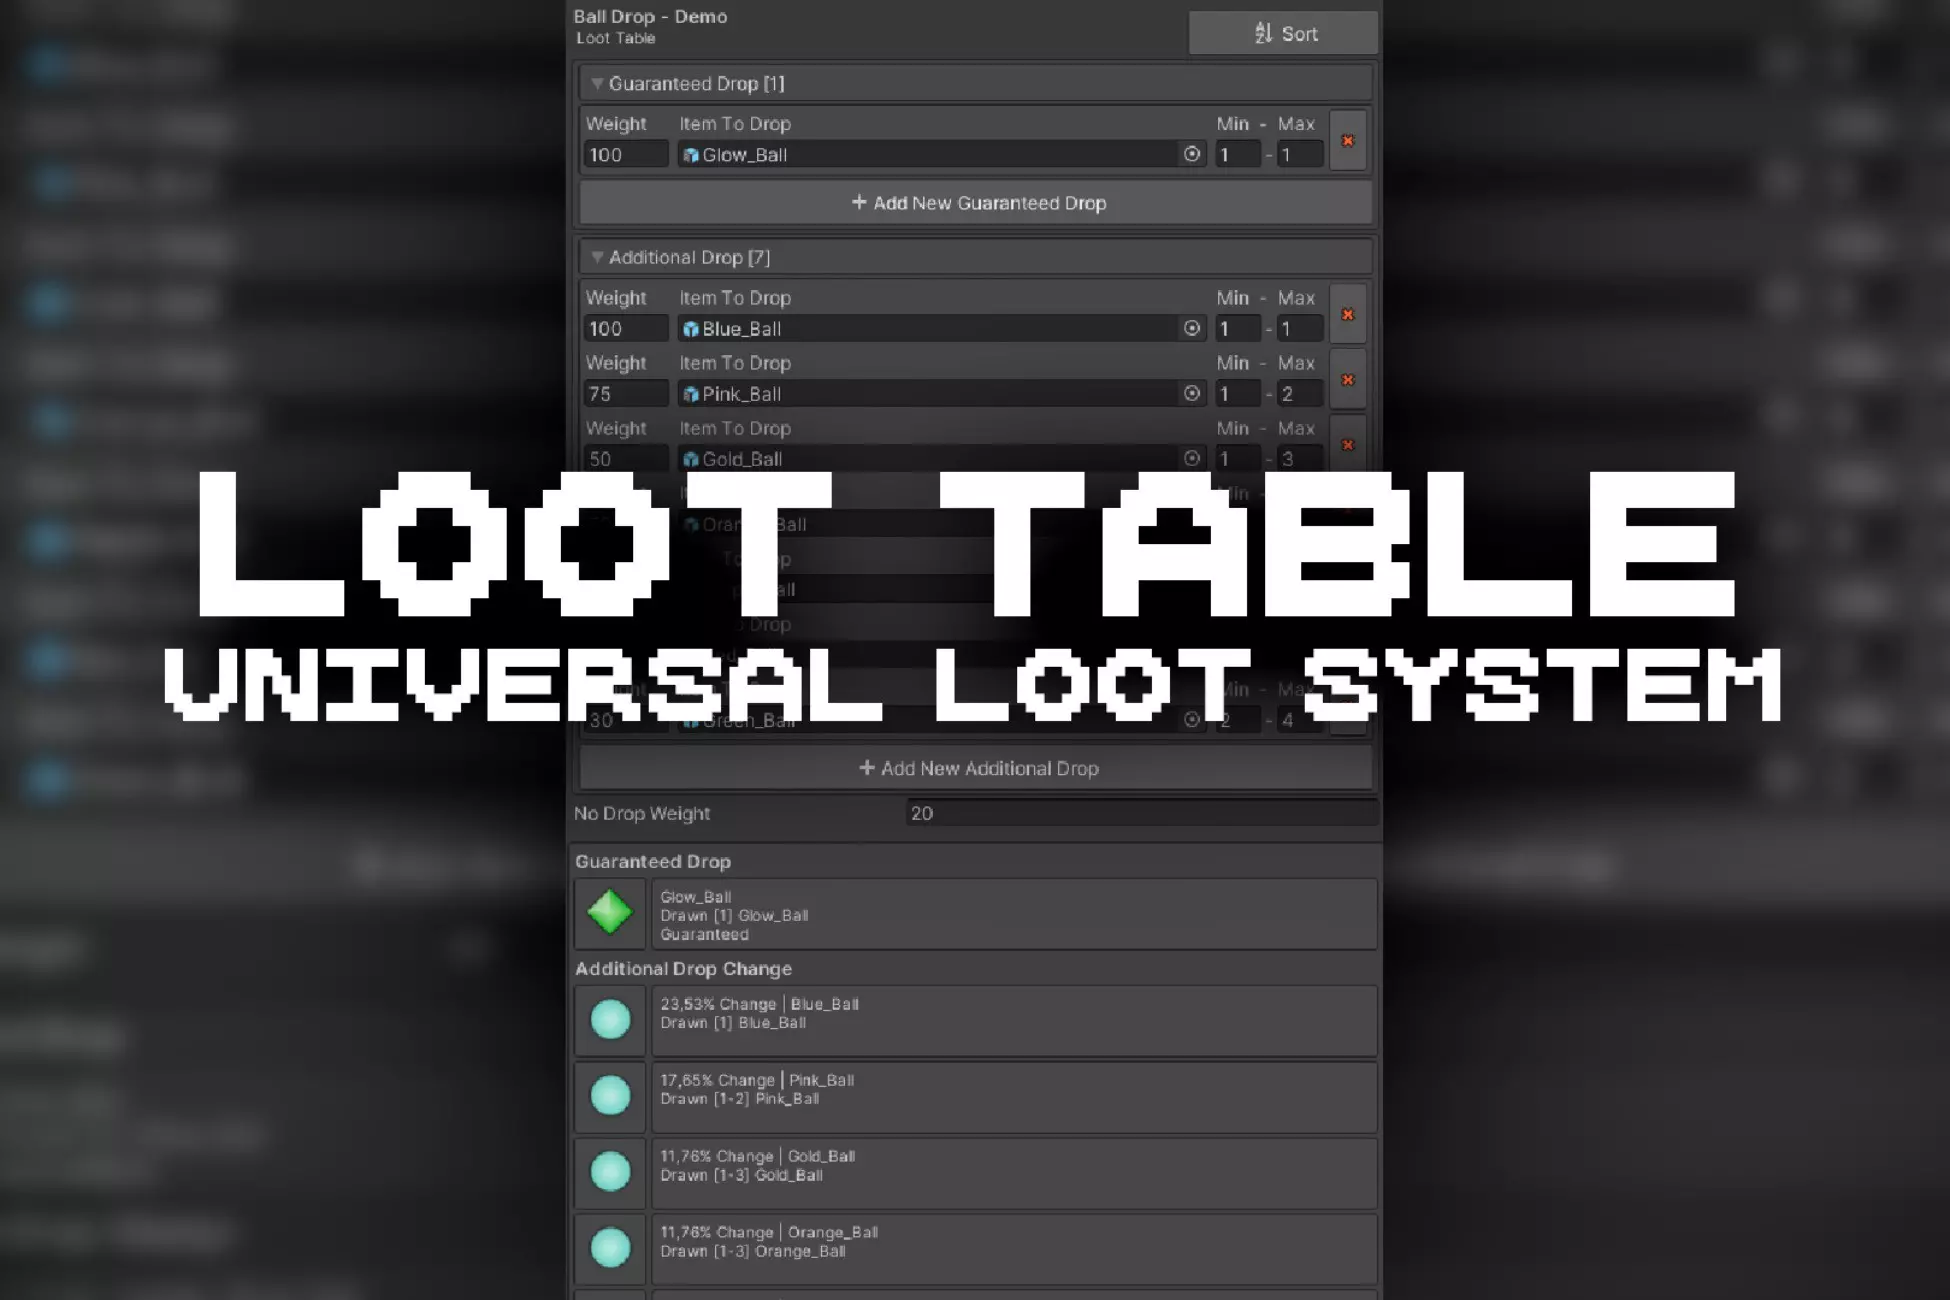 Ball Drop - Demo
Loot Table
Sort
Guaranteed Drop [1]
Weight Item To Drop Min - Max
100 Glow_Ball 1 - 1
+ Add New Guaranteed Drop
Additional Drop [7]
Weight Item To Drop Min - Max
100 Blue_Ball 1 - 1
Weight Item To Drop Min - Max
75 Pink_Ball 1 - 2
Weight Item To Drop Min - Max
50 Gold_Ball 1 - 3
LOOT TABLE
UNIVERSAL LOOT SYSTEM
30 Green_Ball 2 - 4
+ Add New Additional Drop
No Drop Weight 20
Guaranteed Drop
Glow_Ball
Drawn [1] Glow_Ball
Guaranteed
Additional Drop Change
23,53% Change | Blue_Ball
Drawn [1] Blue_Ball
17,65% Change | Pink_Ball
Drawn [1-2] Pink_Ball
11,76% Change | Gold_Ball
Drawn [1-3] Gold_Ball
11,76% Change | Orange_Ball
Drawn [1-3] Orange_Ball